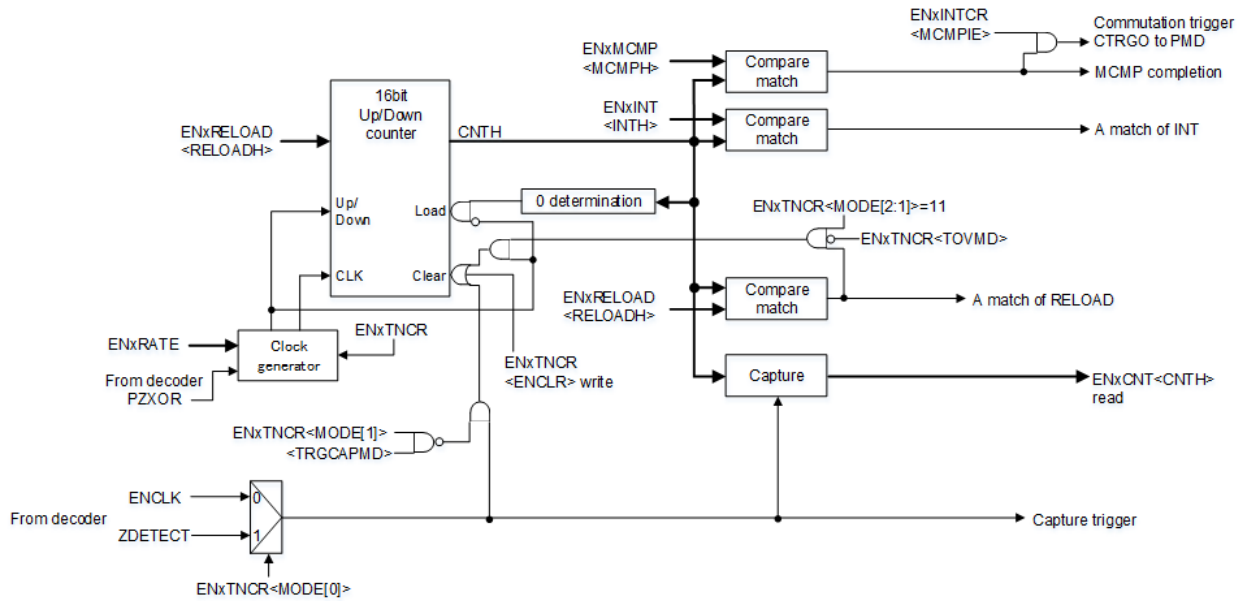 ENxINTCR
<MCMPIE>
Commutation trigger
CTRGO to PMD
ENxMCMP
<MCMPH>
Compare
match
MCMP completion
16bit
Up/Down
counter
ENxINT
<INTH>
Compare
match
A match of INT
ENxRELOAD
<RELOADH>
CNTH
Up/
Down
Load
0 determination
ENxTNCR<MODE[2:1]>=11
ENxTNCR<TOVMD>
CLK
Clear
ENxRELOAD
<RELOADH>
Compare
match
A match of RELOAD
ENxRATE
Clock
generator
ENxTNCR
From decoder
PZXOR
ENxTNCR
<ENCLR> write
Capture
ENxCNT<CNTH>
read
ENxTNCR<MODE[1]>
<TRGCAPMD>
From decoder
ENCLK
0
ZDETECT
1
Capture trigger
ENxTNCR<MODE[0]>